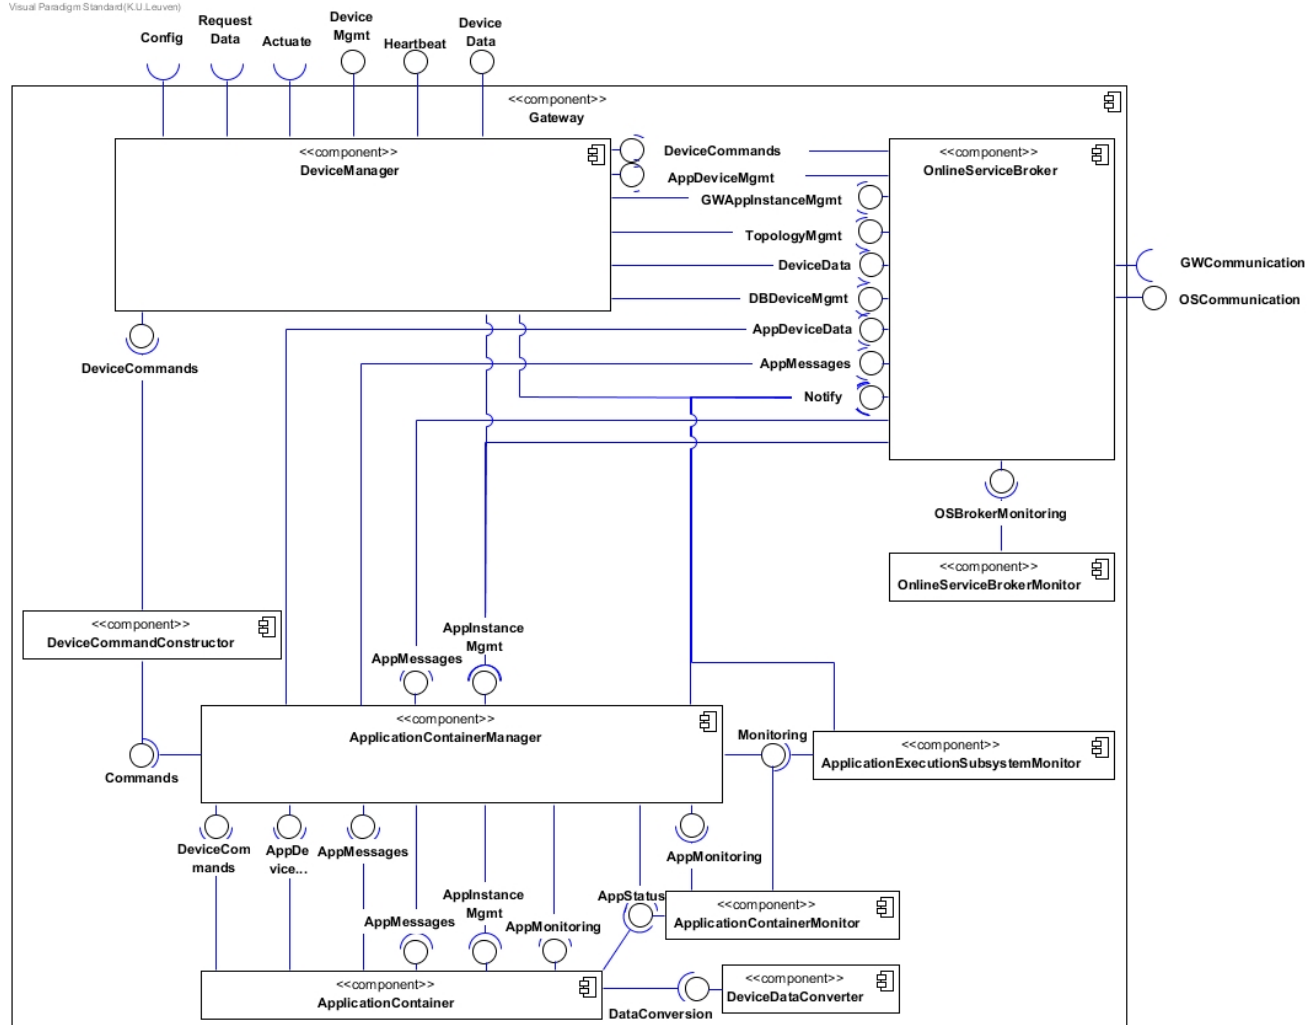 Visual Paradigm Standard(K.U.Leuven)
Config
Request
Data
Actuate
Device
Mgmt
Heartbeat
Device
Data
<<component>>
Gateway
<<component>>
DeviceManager
DeviceCommands
AppDeviceMgmt
GWAppInstanceMgmt
TopologyMgmt
DeviceData
DBDeviceMgmt
AppDeviceData
AppMessages
Notify
<<component>>
OnlineServiceBroker
GWCommunication
OSCommunication
DeviceCommands
OSBrokerMonitoring
<<component>>
OnlineServiceBrokerMonitor
<<component>>
DeviceCommandConstructor
AppMessages
AppInstance
Mgmt
<<component>>
ApplicationContainerManager
Commands
Monitoring
<<component>>
ApplicationExecutionSubsystemMonitor
DeviceCom
mands
AppDe
vice...
AppMessages
AppMonitoring
AppMessages
AppInstance
Mgmt
AppMonitoring
AppStatus
<<component>>
ApplicationContainerMonitor
<<component>>
ApplicationContainer
DataConversion
<<component>>
DeviceDataConverter